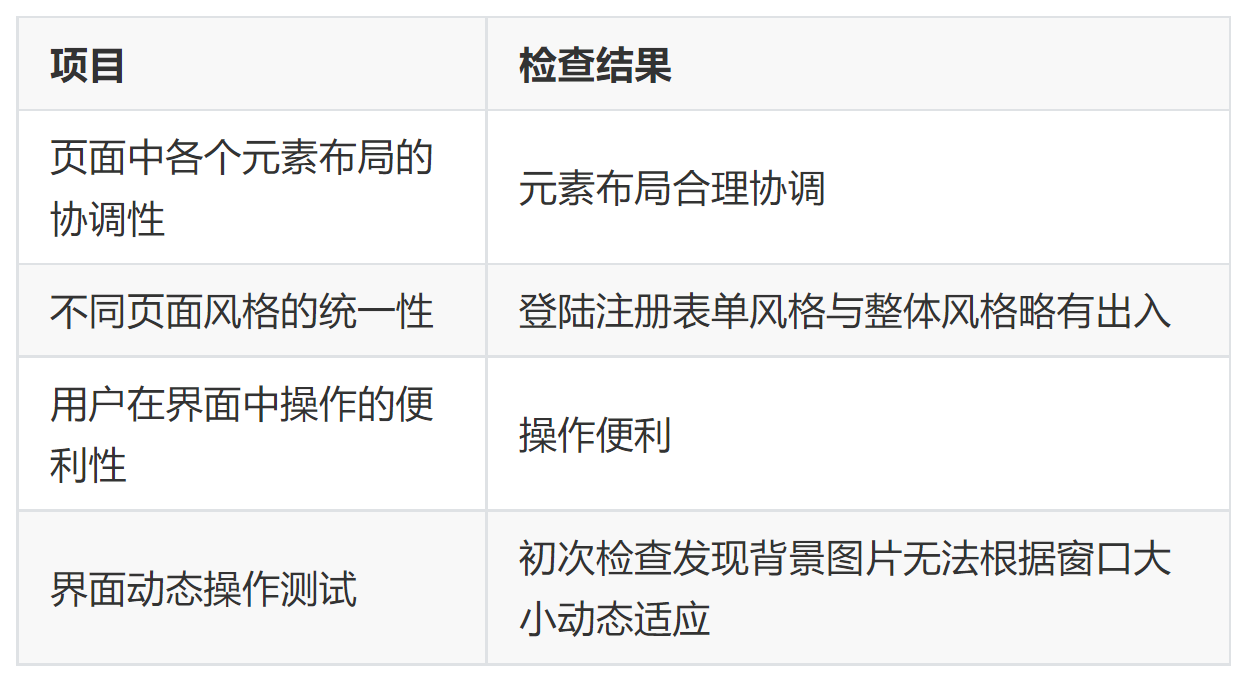 项目
检查结果
页面中各个元素布局的
协调性
元素布局合理协调
不同页面风格的统一性
登陆注册表单风格与整体风格略有出入
用户在界面中操作的便
利性
操作便利
界面动态操作测试
初次检查发现背景图片无法根据窗口大
小动态适应